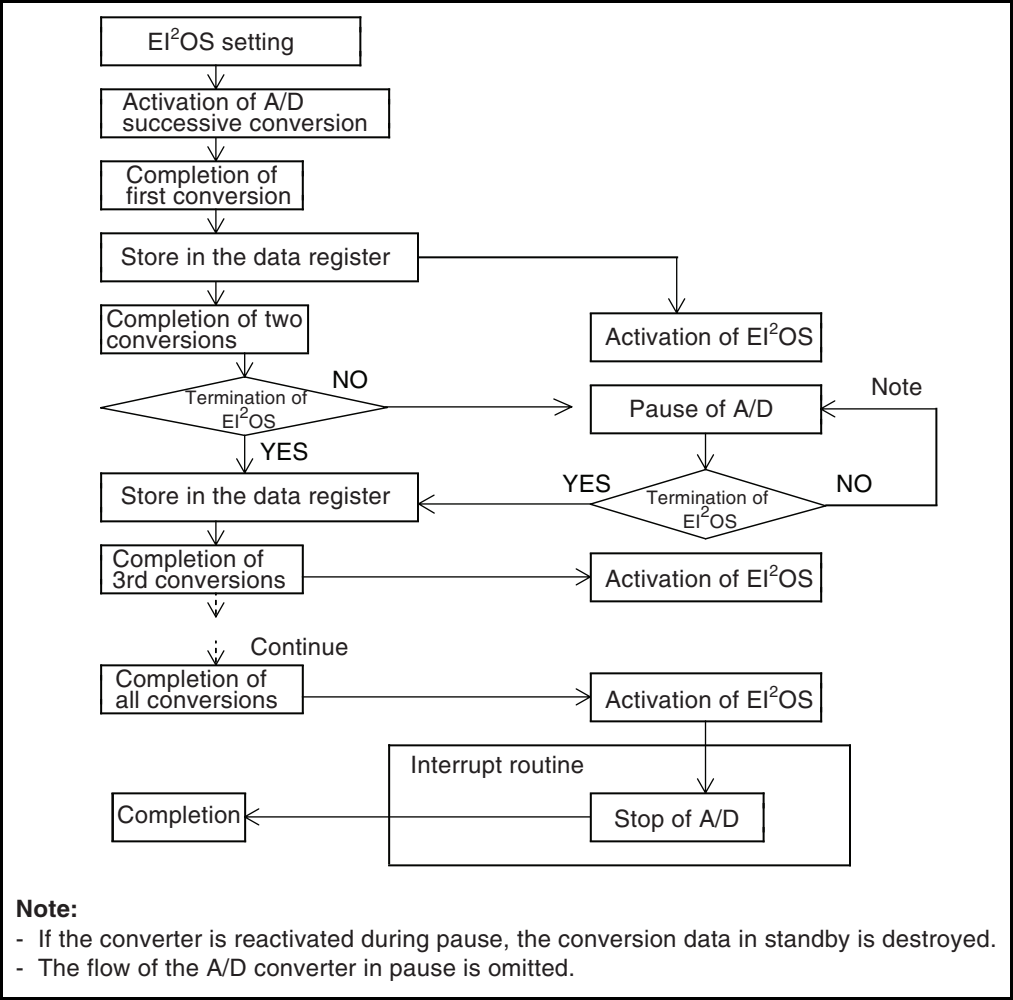 EI²OS setting
Activation of A/D
successive conversion
Completion of
first conversion
Store in the data register
Completion of two
conversions
Activation of EI²OS
NO
Termination of
EI²OS
Pause of A/D
Note
YES
Store in the data register
YES
Termination of
EI²OS
NO
Completion of
3rd conversions
Activation of EI²OS
Continue
Completion of
all conversions
Activation of EI²OS
Interrupt routine
Completion
Stop of A/D
Note:
- If the converter is reactivated during pause, the conversion data in standby is destroyed.
- The flow of the A/D converter in pause is omitted.